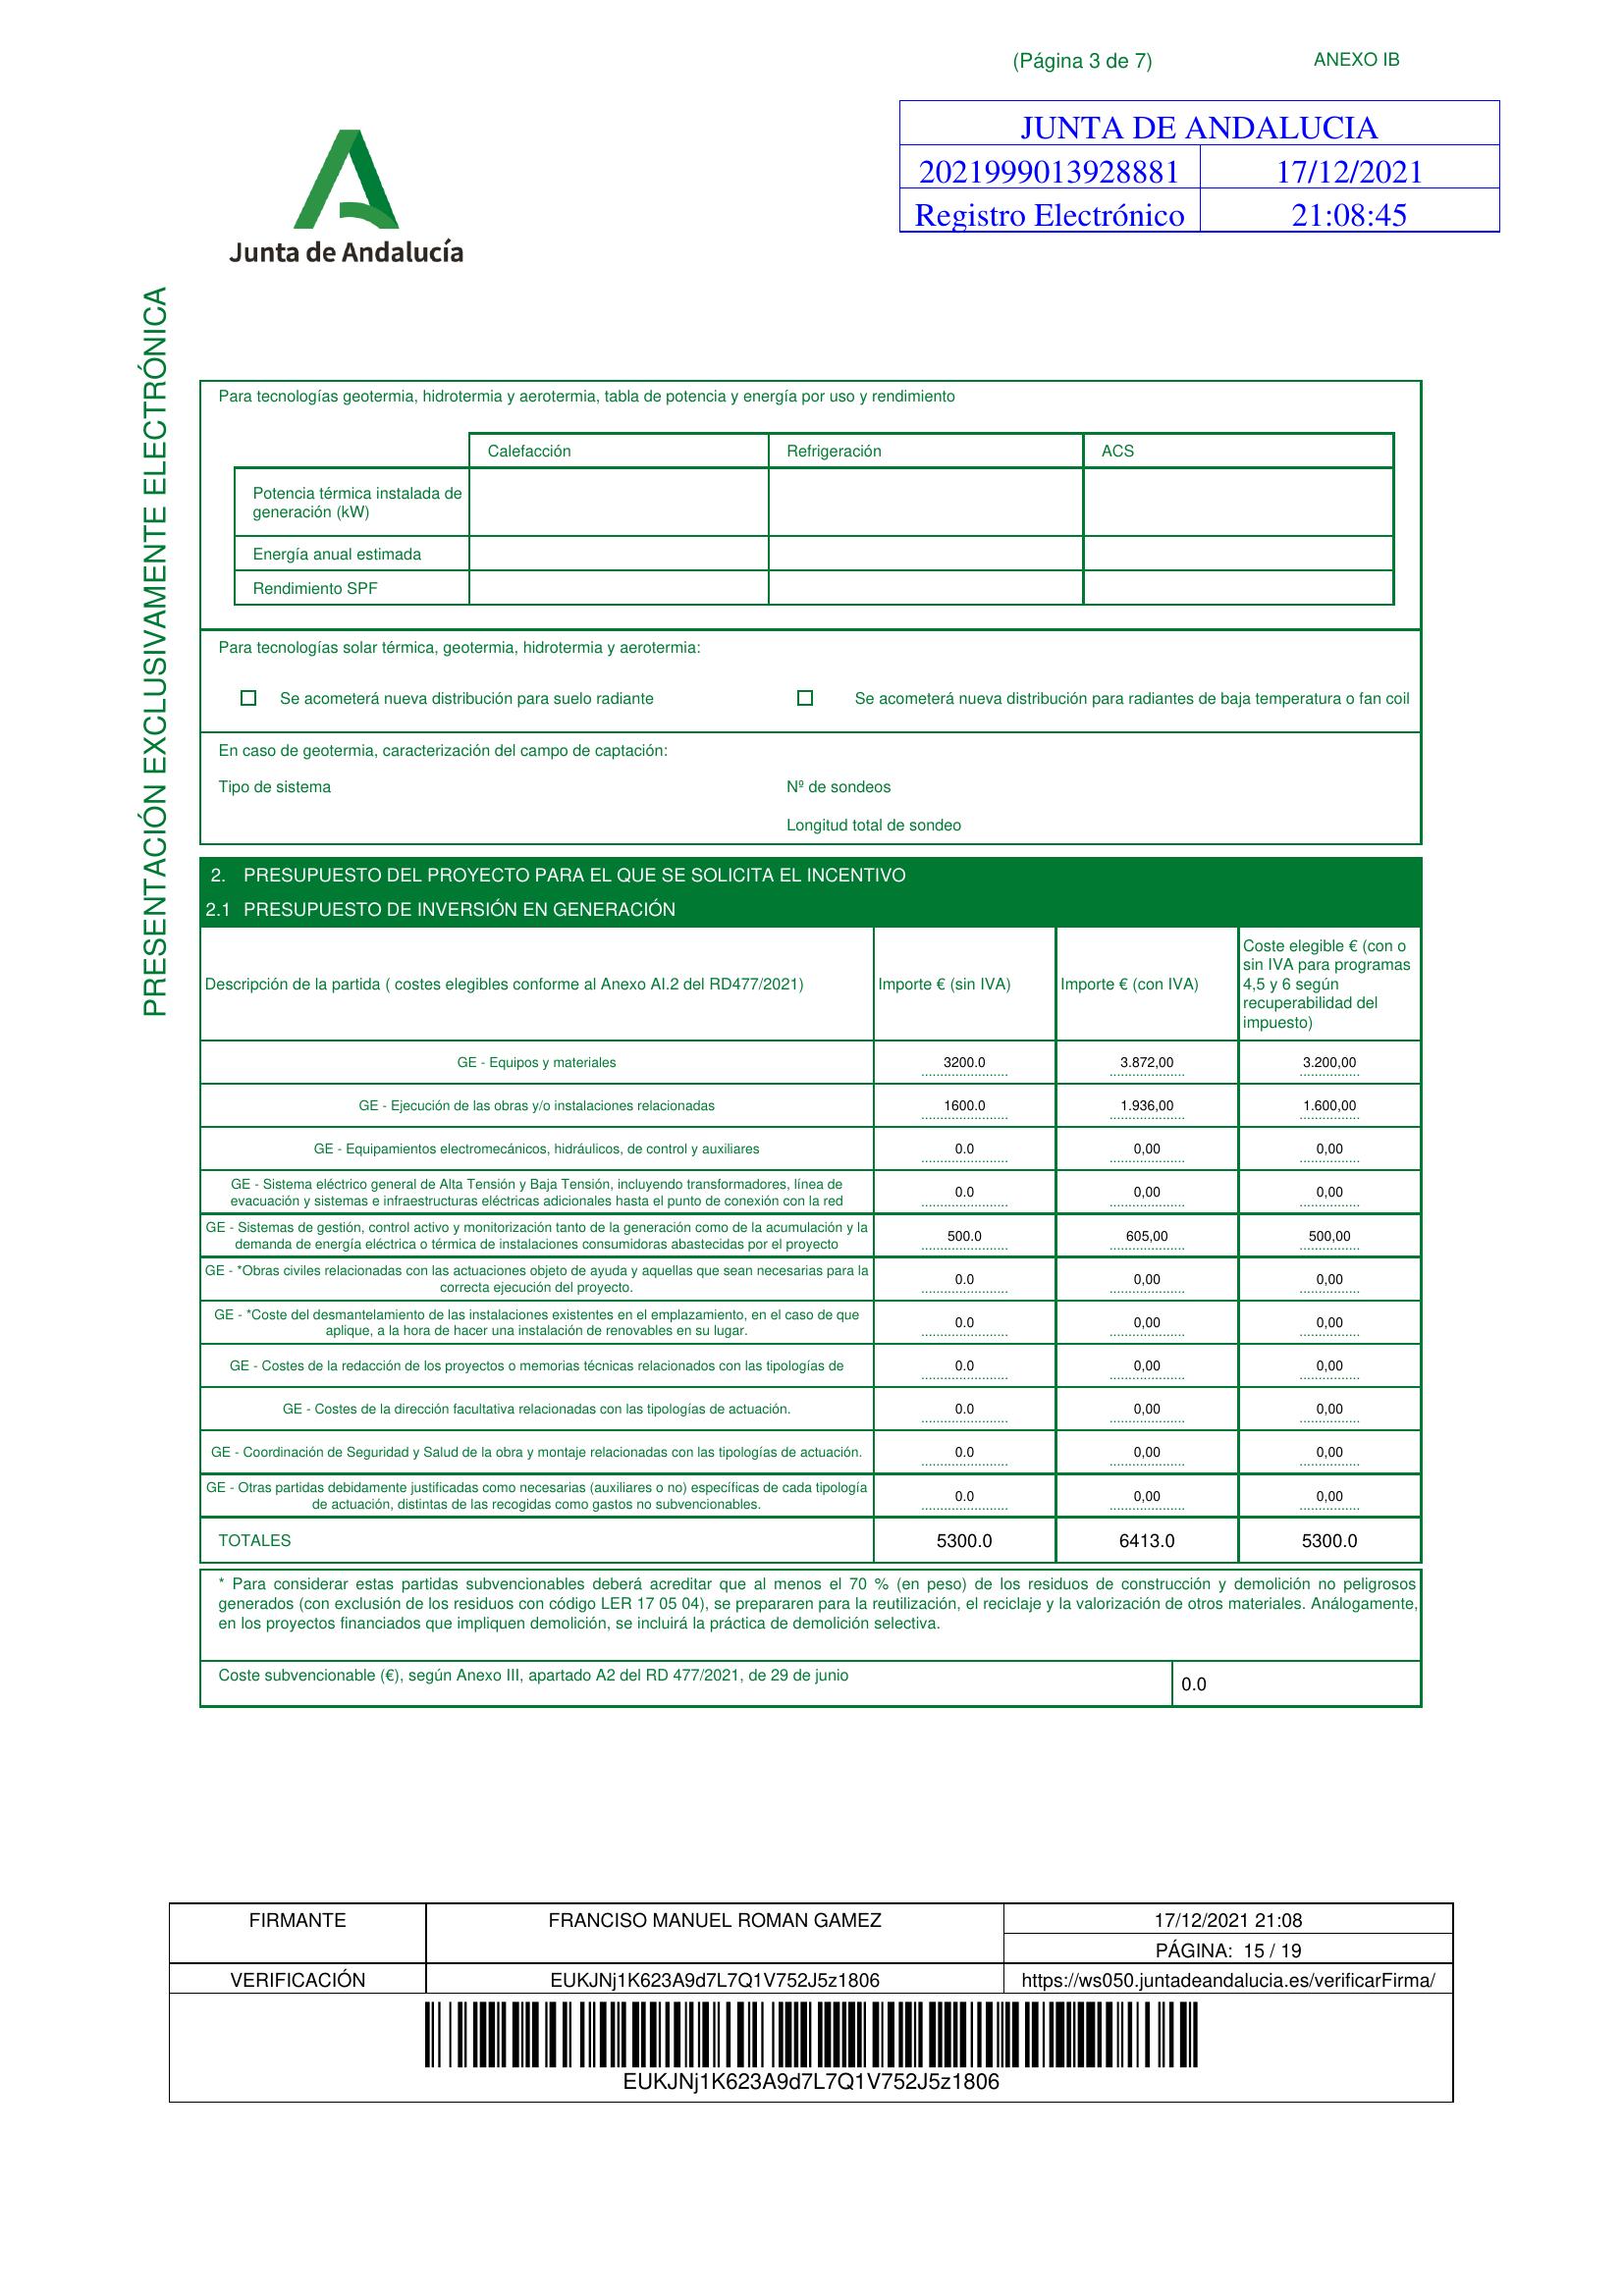 (Página 3 de 7)
ANEXO IB
JUNTA DE ANDALUCIA
2021999013928881
17/12/2021
Registro Electrónico
21:08:45
Junta de Andalucía
PRESENTACIÓN EXCLUSIVAMENTE ELECTRÓNICA
Para tecnologías geotermia, hidrotermia y aerotermia, tabla de potencia y energía por uso y rendimiento
Calefacción
Refrigeración
ACS
Potencia térmica instalada de
generación (kW)
Energía anual estimada
Rendimiento SPF
Para tecnologías solar térmica, geotermia, hidrotermia y aerotermia:
Se acometerá nueva distribución para suelo radiante
Se acometerá nueva distribución para radiantes de baja temperatura o fan coil
En caso de geotermia, caracterización del campo de captación:
Tipo de sistema
Nº de sondeos
Longitud total de sondeo
2. PRESUPUESTO DEL PROYECTO PARA EL QUE SE SOLICITA EL INCENTIVO
2.1 PRESUPUESTO DE INVERSIÓN EN GENERACIÓN
Descripción de la partida ( costes elegibles conforme al Anexo AI.2 del RD477/2021)
Importe € (sin IVA)
Importe € (con IVA)
Coste elegible € (con o
sin IVA para programas
4,5 y 6 según
recuperabilidad del
impuesto)
GE - Equipos y materiales
3200.0
3.872,00
3.200,00
GE - Ejecución de las obras y/o instalaciones relacionadas
1600.0
1.936,00
1.600,00
GE - Equipamientos electromecánicos, hidráulicos, de control y auxiliares
0.0
0,00
0,00
GE - Sistema eléctrico general de Alta Tensión y Baja Tensión, incluyendo transformadores, línea de
evacuación y sistemas e infraestructuras eléctricas adicionales hasta el punto de conexión con la red
0.0
0,00
0,00
GE - Sistemas de gestión, control activo y monitorización tanto de la generación como de la acumulación y la
demanda de energía eléctrica o térmica de instalaciones consumidoras abastecidas por el proyecto
500.0
605,00
500,00
GE - *Obras civiles relacionadas con las actuaciones objeto de ayuda y aquellas que sean necesarias para la
correcta ejecución del proyecto.
0.0
0,00
0,00
GE - *Coste del desmantelamiento de las instalaciones existentes en el emplazamiento, en el caso de que
aplique, a la hora de hacer una instalación de renovables en su lugar.
0.0
0,00
0,00
GE - Costes de la redacción de los proyectos o memorias técnicas relacionados con las tipologías de
0.0
0,00
0,00
GE - Costes de la dirección facultativa relacionadas con las tipologías de actuación.
0.0
0,00
0,00
GE - Coordinación de Seguridad y Salud de la obra y montaje relacionadas con las tipologías de actuación.
0.0
0,00
0,00
GE - Otras partidas debidamente justificadas como necesarias (auxiliares o no) específicas de cada tipología
de actuación, distintas de las recogidas como gastos no subvencionables.
0.0
0,00
0,00
TOTALES
5300.0
6413.0
5300.0
* Para considerar estas partidas subvencionables deberá acreditar que al menos el 70 % (en peso) de los residuos de construcción y demolición no peligrosos
generados (con exclusión de los residuos con código LER 17 05 04), se prepararen para la reutilización, el reciclaje y la valorización de otros materiales. Análogamente,
en los proyectos financiados que impliquen demolición, se incluirá la práctica de demolición selectiva.
Coste subvencionable (€), según Anexo III, apartado A2 del RD 477/2021, de 29 de junio
0.0
FIRMANTE
FRANCISO MANUEL ROMAN GAMEZ
17/12/2021 21:08
PÁGINA: 15 / 19
VERIFICACIÓN
EUKJNj1K623A9d7L7Q1V752J5z1806
https://ws050.juntadeandalucia.es/verificarFirma/
EUKJNj1K623A9d7L7Q1V752J5z1806